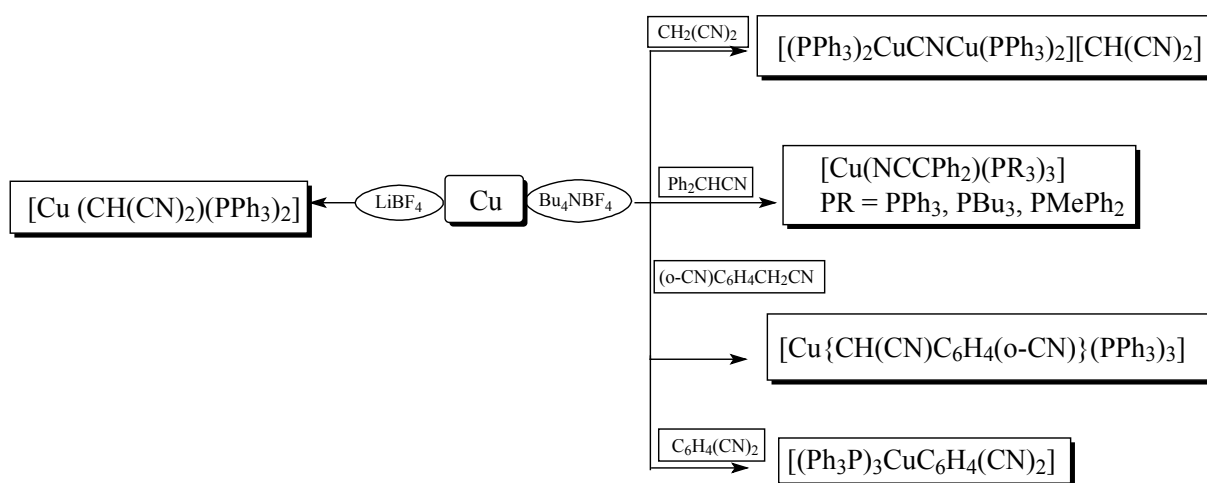 CH2(CN)2
[(PPh3)2CuCNCu(PPh3)2][CH(CN)2]
[Cu (CH(CN)2)(PPh3)2]
LiBF4
Cu
Bu4NBF4
Ph2CHCN
[Cu(NCCPh2)(PR3)3]
PR = PPh3, PBu3, PMePh2
(o-CN)C6H4CH2CN
[Cu{CH(CN)C6H4(o-CN)}(PPh3)3]
C6H4(CN)2
[(Ph3P)3CuC6H4(CN)2]